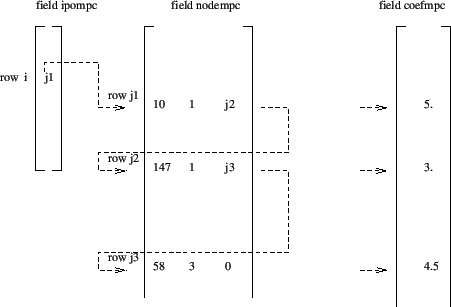 field ipompc field nodempc field coefmpc
row i j1
row j1
10 1 j2 5.
row j2
147 1 j3 3.
row j3
58 3 0 4.5